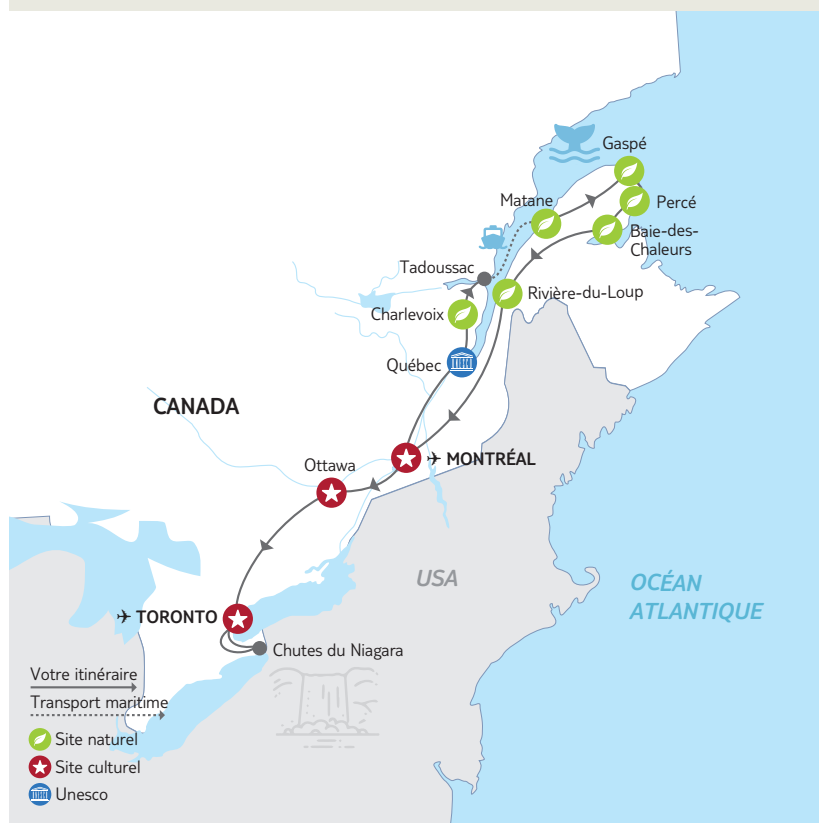 Gaspé
Matane
Percé
Baie-des-
Chaleurs
Tadoussac
Rivière-du-Loup
Charlevoix
Québec
CANADA
MONTRÉAL
Ottawa
USA
OCÉAN
ATLANTIQUE
TORONTO
Chutes du Niagara
Votre itinéraire
Transport maritime
Site naturel
Site culturel
Unesco